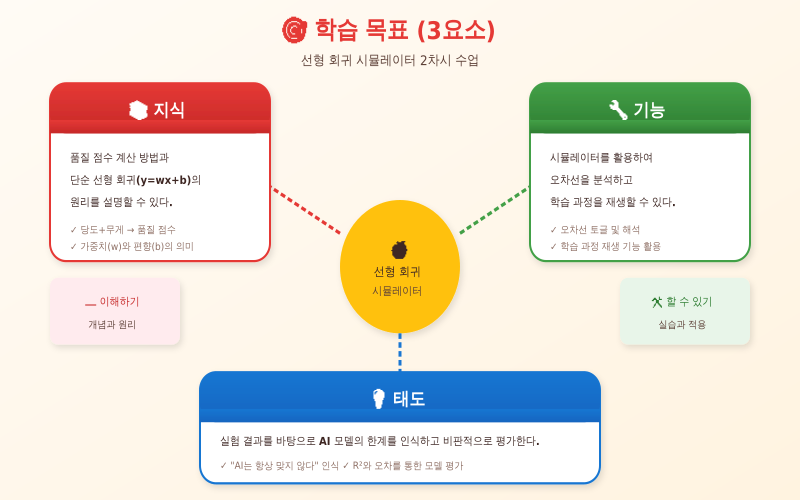 학습 목표 (3요소)
선형 회귀 시뮬레이터 2차시 수업
지식
품질 점수 계산 방법과
단순 선형 회귀(y=wx+b)의
원리를 설명할 수 있다.
✓ 당도+무게 → 품질 점수
✓ 가중치(w)와 편향(b)의 의미
기능
시뮬레이터를 활용하여
오차선을 분석하고
학습 과정을 재생할 수 있다.
✓ 오차선 토글 및 해석
✓ 학습 과정 재생 기능 활용
선형 회귀
시뮬레이터
이해하기
개념과 원리
할 수 있기
실습과 적용
태도
실험 결과를 바탕으로 AI 모델의 한계를 인식하고 비판적으로 평가한다.
✓ "AI는 항상 맞지 않다" 인식 ✓ R²와 오차를 통한 모델 평가